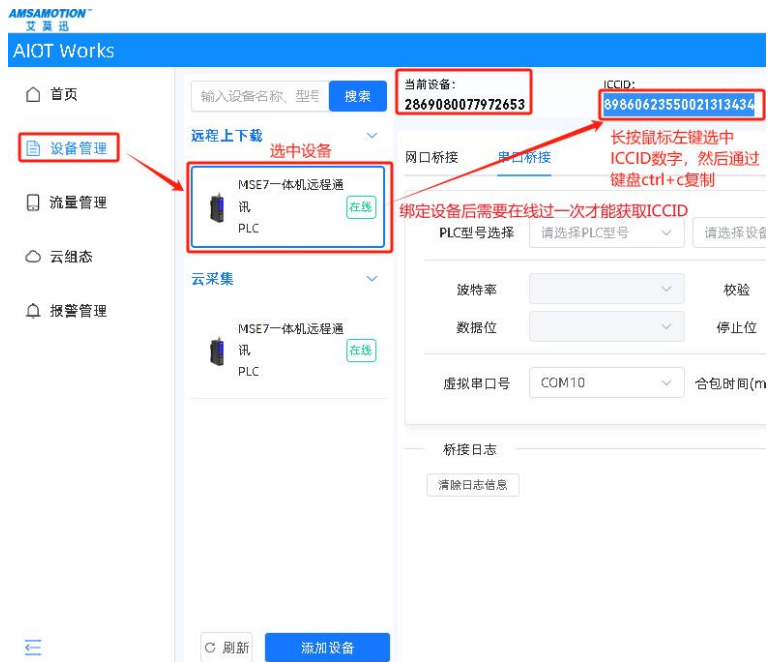 AMSAMOTION
艾莫迅
AIOT Works
首页
设备管理
流量管理
云组态
报警管理
输入设备名称、型号
搜索
远程上下载
选中设备
MSE7一体机远程通
讯
PLC
在线
云采集
MSE7一体机远程通
讯
PLC
在线
刷新
添加设备
当前设备:
2869080077972653
ICCID:
89860623550021313434
长按鼠标左键选中
ICCID数字，然后通过
键盘ctrl+c复制
网口桥接
串口桥接
绑定设备后需要在线过一次才能获取ICCID
PLC型号选择
请选择PLC型号
请选择设备
波特率
校验
数据位
停止位
虚拟串口号
COM10
合包时间(m
桥接日志
清除日志信息